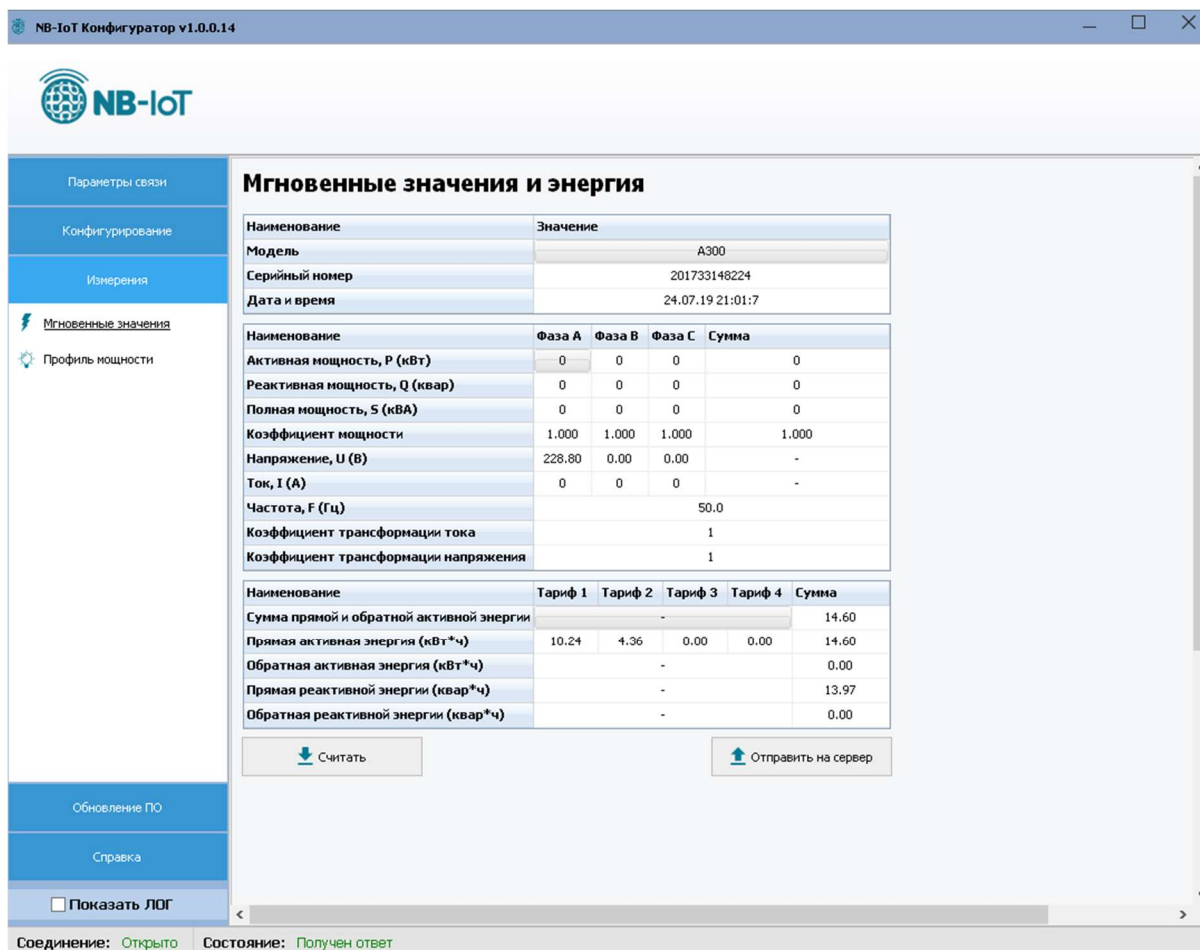 NB-IoT Конфигуратор v1.0.0.14
NB-IoT
Параметры связи
Конфигурирование
Измерения
Мгновенные значения
Профиль мощности
Обновление ПО
Справка
Показать ЛОГ
Мгновенные значения и энергия
Наименование Значение
Модель A300
Серийный номер 201733148224
Дата и время 24.07.19 21:01:7
Наименование Фаза A Фаза B Фаза C Сумма
Активная мощность, P (кВт) 0 0 0 0
Реактивная мощность, Q (квар) 0 0 0 0
Полная мощность, S (кВА) 0 0 0 0
Коэффициент мощности 1.000 1.000 1.000 1.000
Напряжение, U (В) 228.80 0.00 0.00 -
Ток, I (А) 0 0 0 -
Частота, F (Гц) 50.0
Коэффициент трансформации тока 1
Коэффициент трансформации напряжения 1
Наименование Тариф 1 Тариф 2 Тариф 3 Тариф 4 Сумма
Сумма прямой и обратной активной энергии - 14.60
Прямая активная энергия (кВт*ч) 10.24 4.36 0.00 0.00 14.60
Обратная активная энергия (кВт*ч) - 0.00
Прямая реактивной энергии (квар*ч) - 13.97
Обратная реактивной энергии (квар*ч) - 0.00
Считать
Отправить на сервер
Соединение: Открыто Состояние: Получен ответ